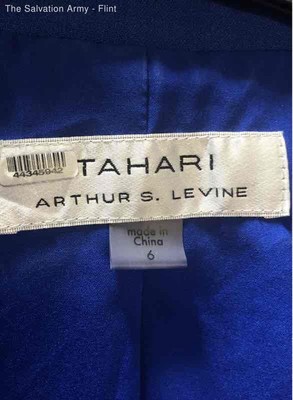 The Salvation Army - Flint
44345942
TAHARI
ARTHUR S. LEVINE
made in
China
6